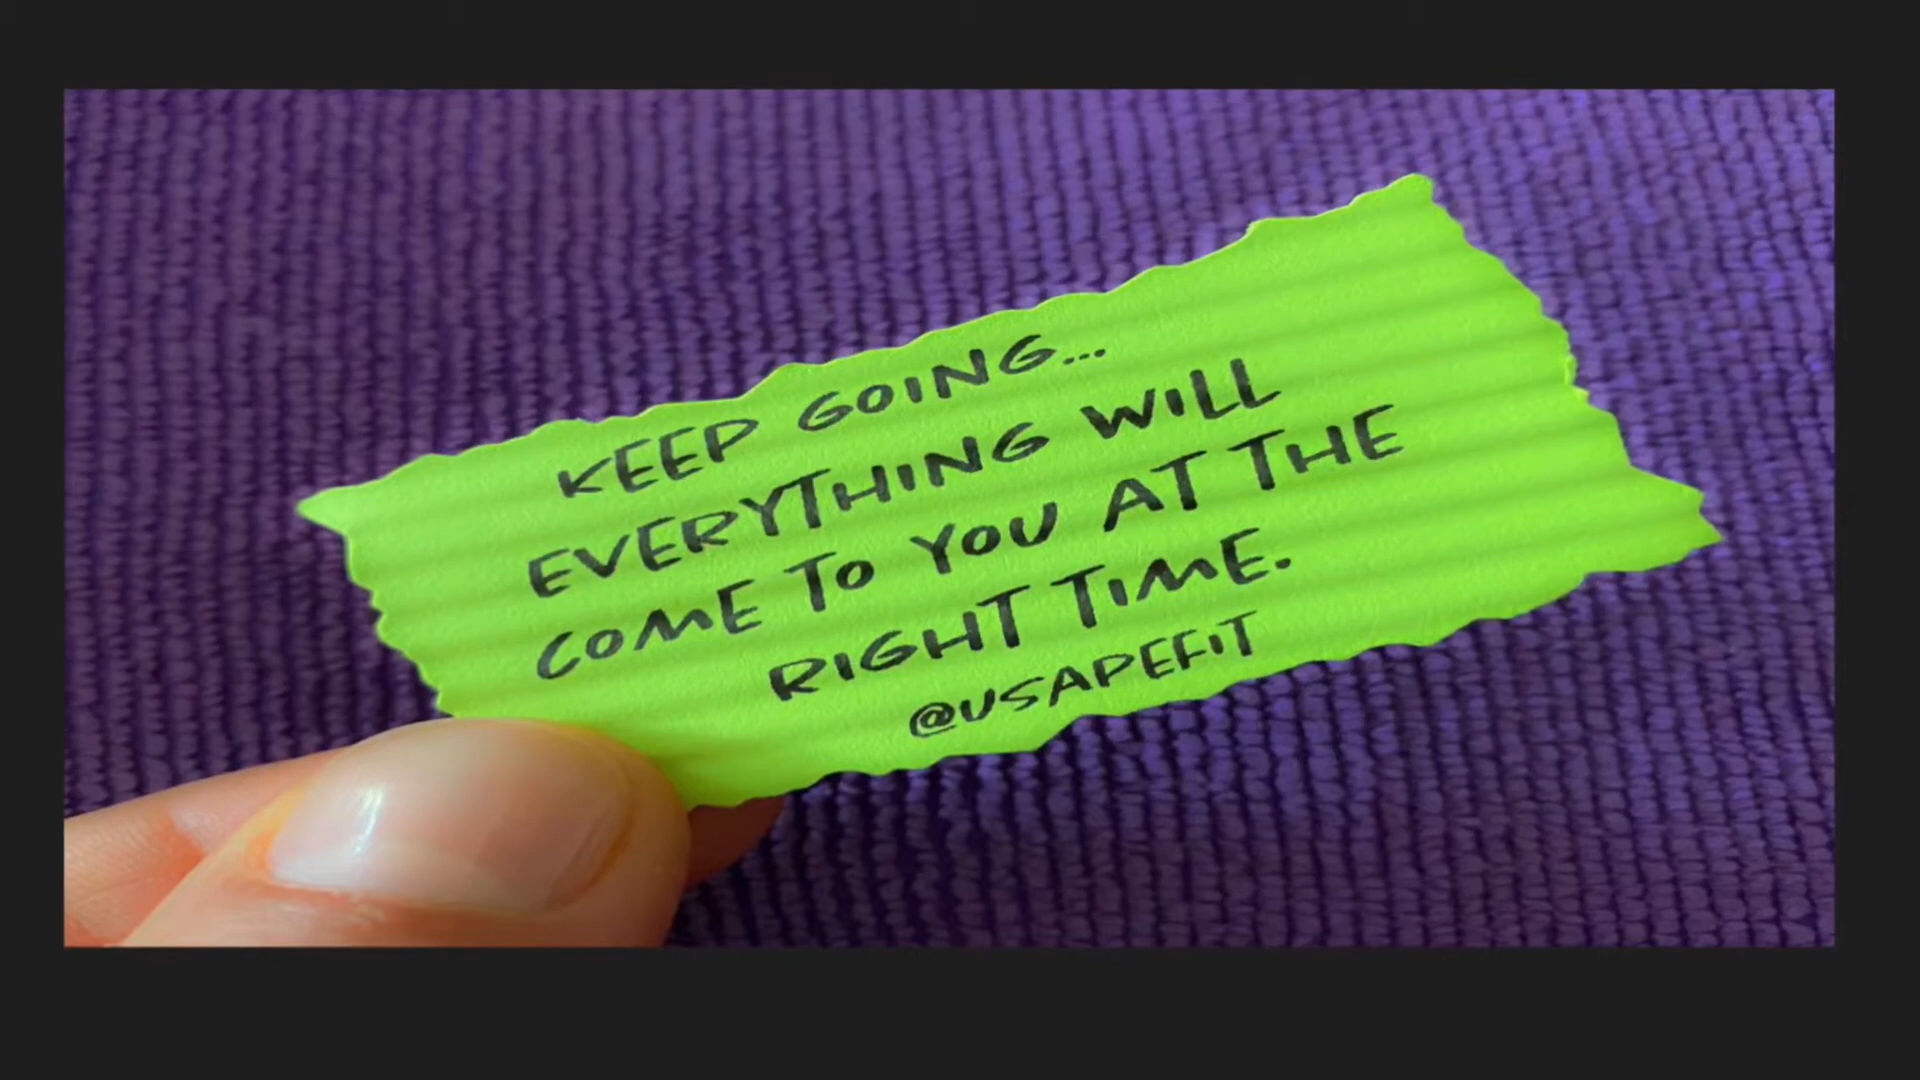 KEEP GOING...
EVERYTHING WILL
COME TO YOU AT THE
RIGHT TIME.
@USAPEFIT